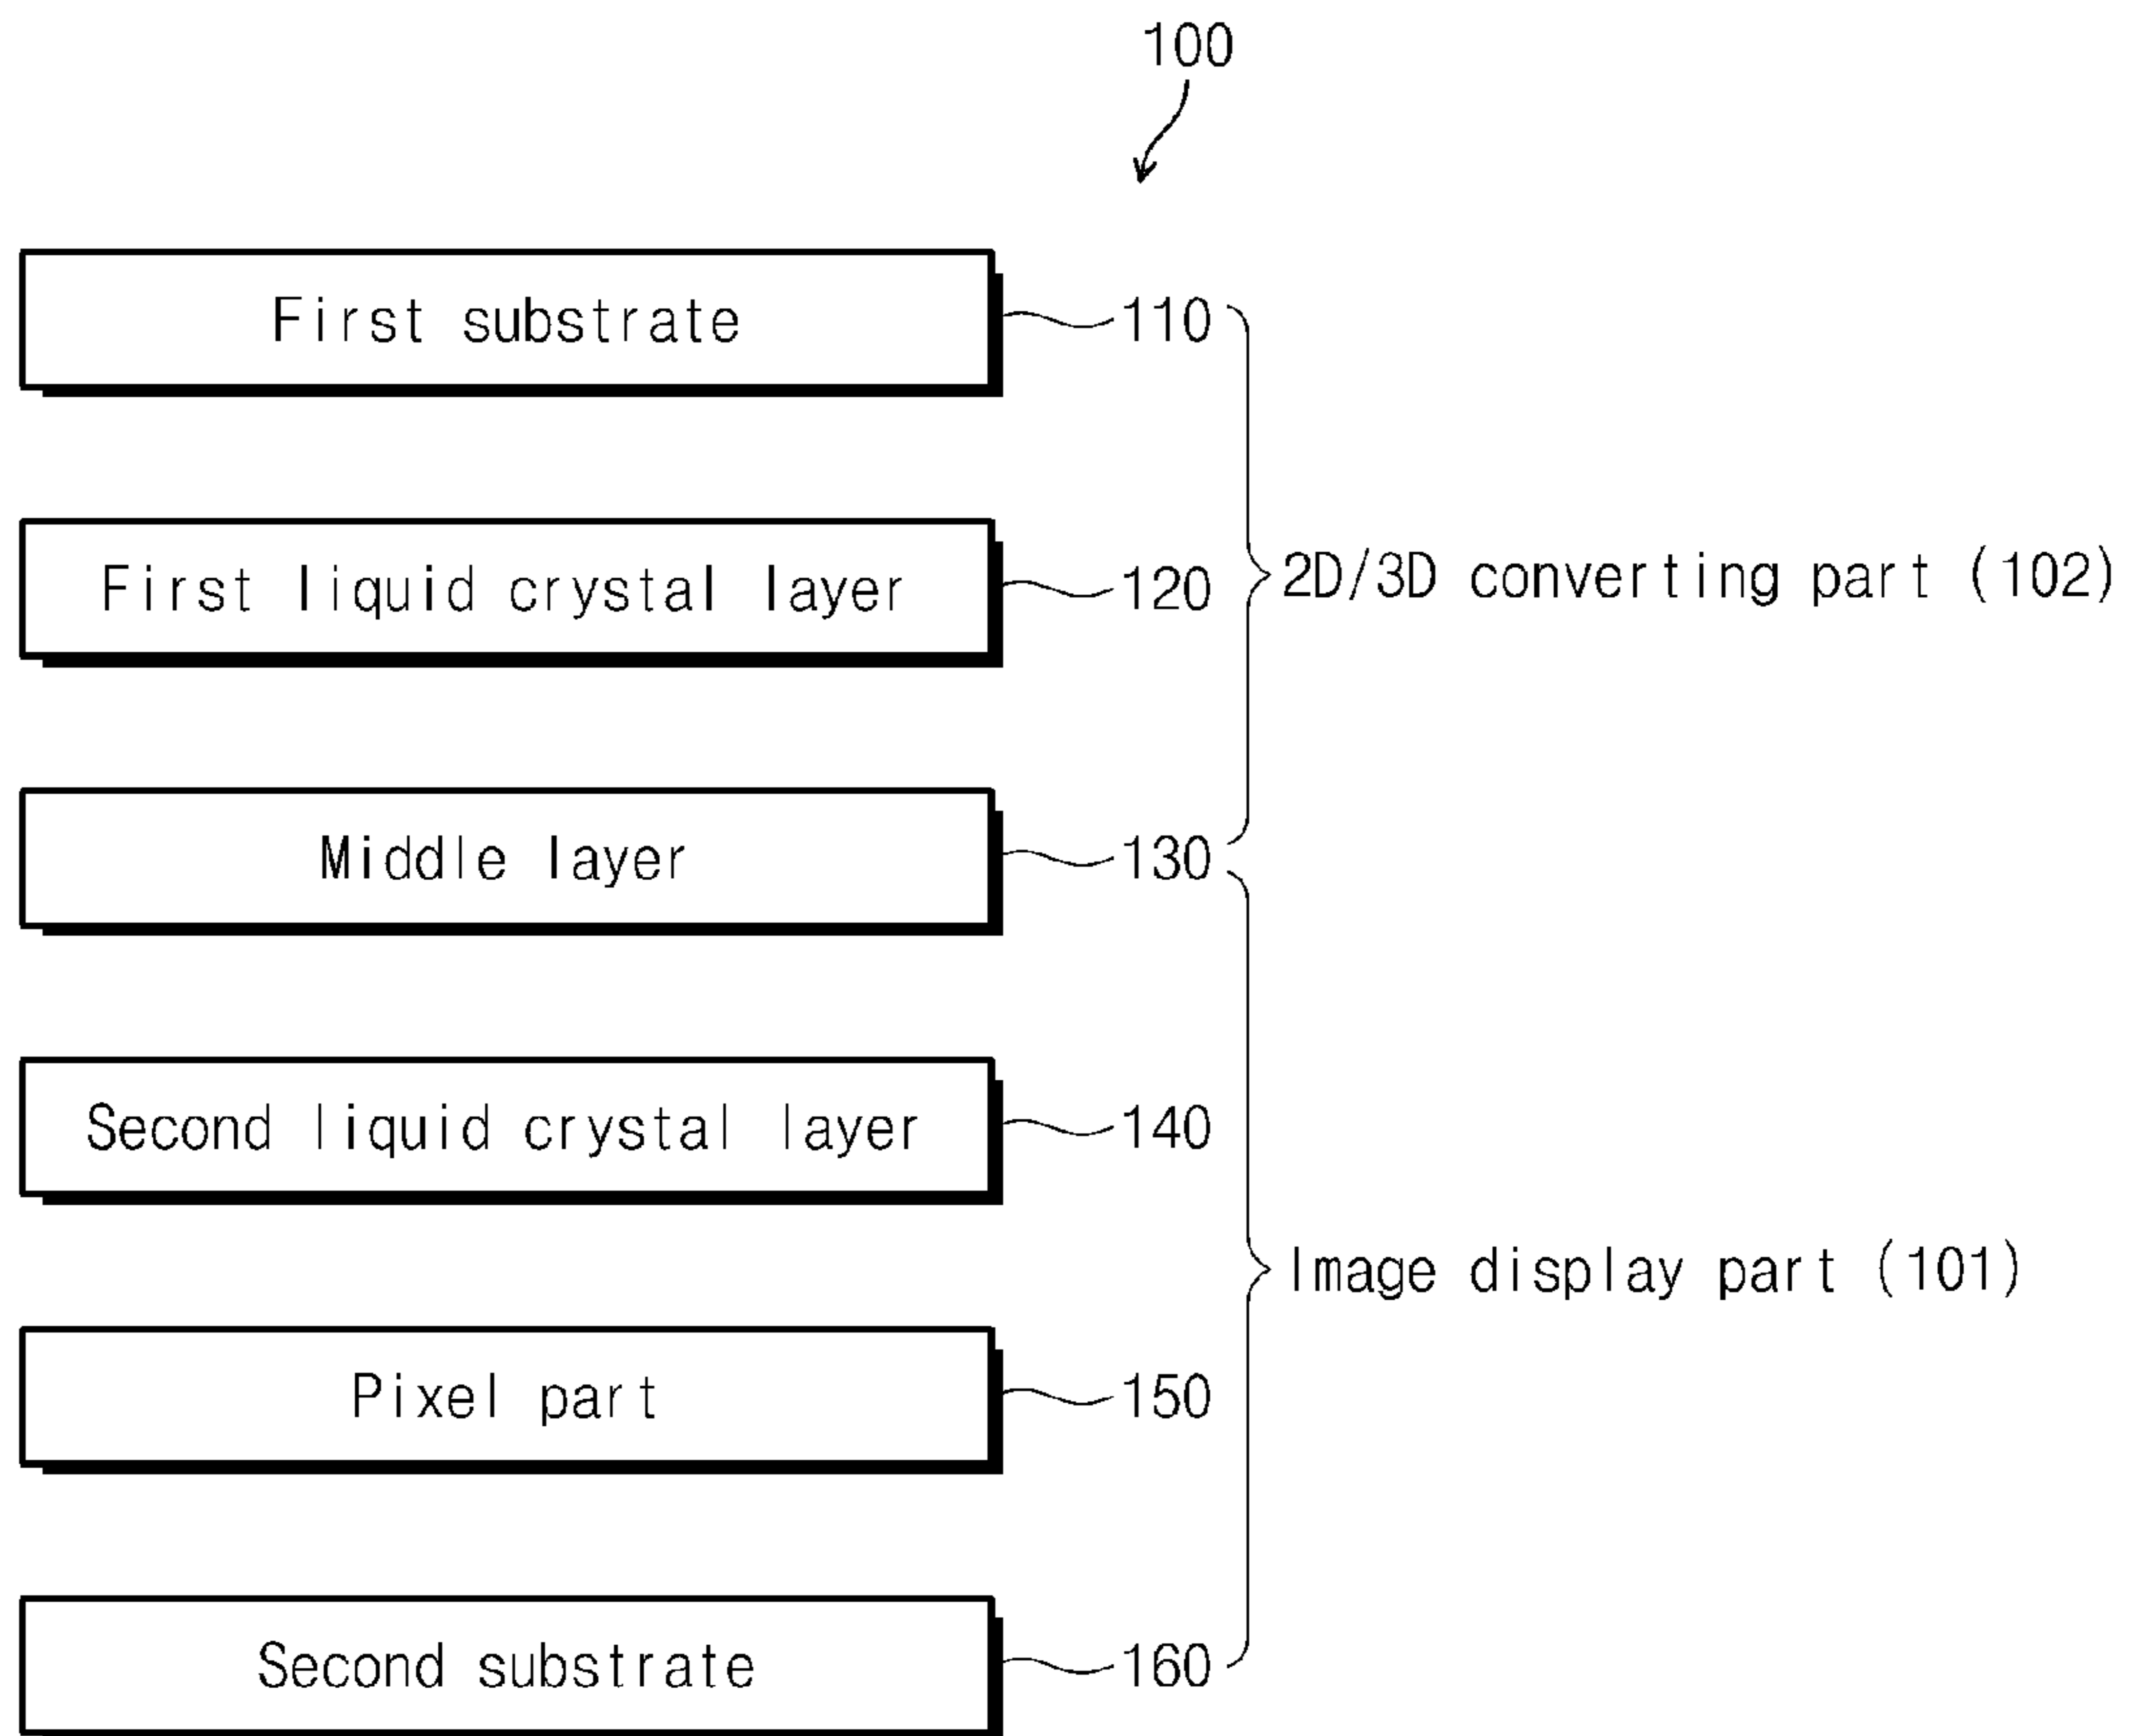 100
First substrate 110
First liquid crystal layer 120
2D/3D converting part (102)
Middle layer 130
Second liquid crystal layer 140
Image display part (101)
Pixel part 150
Second substrate 160